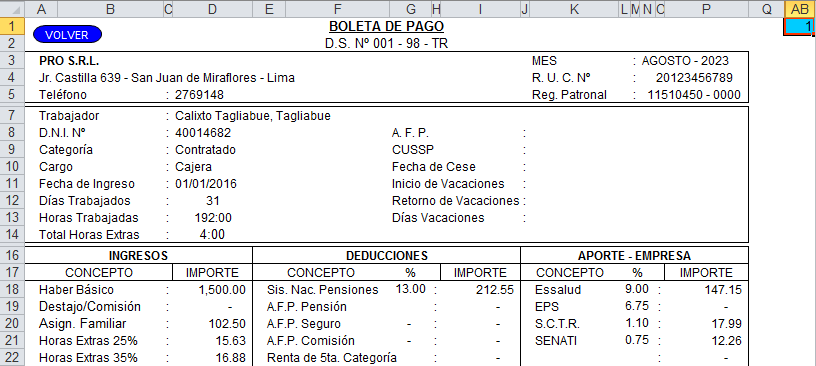 A B C D E F G H I J K L M N O P Q R AB
1 VOLVER BOLETA DE PAGO 1
2 D.S. Nº 001 - 98 - TR
3 PRO S.R.L. MES : AGOSTO - 2023
4 Jr. Castilla 639 - San Juan de Miraflores - Lima R. U. C. Nº : 20123456789
5 Teléfono : 2769148 Reg. Patronal : 11510450 - 0000
7 Trabajador : Calixto Tagliabue, Tagliabue
8 D.N.I. Nº : 40014682 A. F. P. :
9 Categoría : Contratado CUSSP :
10 Cargo : Cajera Fecha de Cese :
11 Fecha de Ingreso : 01/01/2016 Inicio de Vacaciones :
12 Días Trabajados : 31 Retorno de Vacaciones :
13 Horas Trabajadas : 192:00 Días Vacaciones :
14 Total Horas Extras : 4:00
16 INGRESOS DEDUCCIONES APORTE - EMPRESA
17 CONCEPTO IMPORTE CONCEPTO % IMPORTE CONCEPTO % IMPORTE
18 Haber Básico : 1,500.00 Sis. Nac. Pensiones 13.00 : 212.55 Essalud 9.00 : 147.15
19 Destajo/Comisión : - A.F.P. Pensión : - EPS 6.75 : -
20 Asign. Familiar : 102.50 A.F.P. Seguro - : - S.C.T.R. 1.10 : 17.99
21 Horas Extras 25% : 15.63 A.F.P. Comisión - : - SENATI 0.75 : 12.26
22 Horas Extras 35% : 16.88 Renta de 5ta. Categoría : - : -